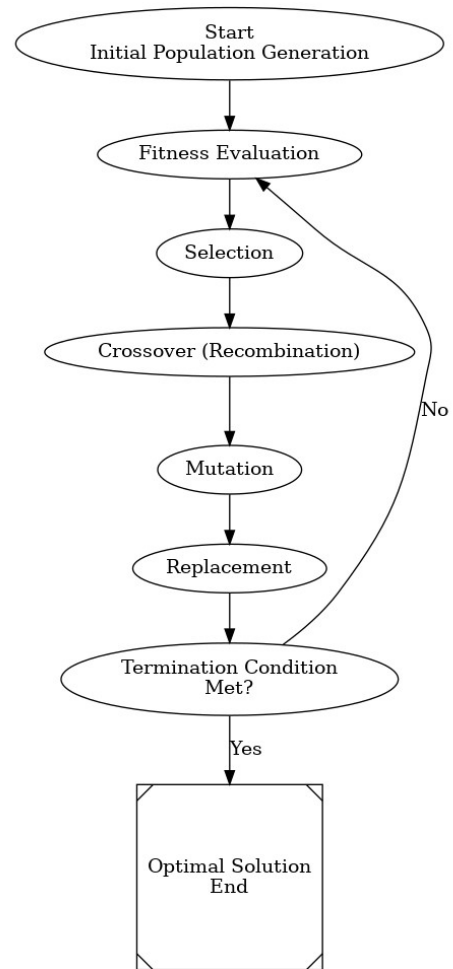 Start
Initial Population Generation
Fitness Evaluation
Selection
Crossover (Recombination)
No
Mutation
Replacement
Termination Condition
Met?
Yes
Optimal Solution
End